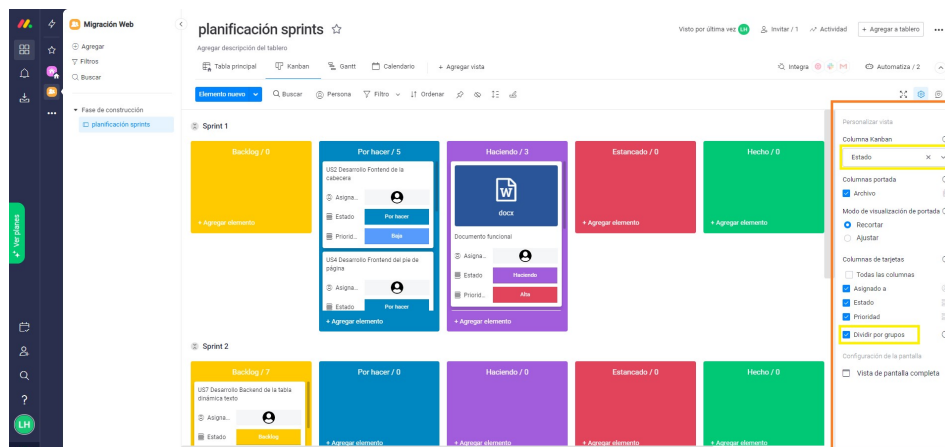 Migración Web
Agregar
Filtros
Buscar
Fase de construcción
planificación sprints
Ver planes
LH
planificación sprints
Agregar descripción del tablero
Visto por última vez LH
Invitar / 1
Actividad
+ Agregar a tablero
Tabla principal
Kanban
Gantt
Calendario
+ Agregar vista
Integra
Automatiza / 2
Elemento nuevo
Buscar
Persona
Filtro
Ordenar
Sprint 1
Backlog / 0
Por hacer / 5
Haciendo / 3
Estancado / 0
Hecho / 0
+ Agregar elemento
US2 Desarrollo Fontend de la
cabecera
Asigna...
Estado
Por hacer
Priorid...
Baja
US4 Desarrollo Frontend del pie de
página
Asigna...
Estado
Por hacer
+ Agregar elemento
W
docx
Documento funcional
Asigna...
Estado
Haciendo
Priorid...
Alta
+ Agregar elemento
+ Agregar elemento
+ Agregar elemento
Sprint 2
Backlog / 7
Por hacer / 0
Haciendo / 0
Estancado / 0
Hecho / 0
US7 Desarrollo Backend de la tabla
dinámica texto
Asigna...
Estado
Backlog
+ Agregar elemento
+ Agregar elemento
+ Agregar elemento
+ Agregar elemento
Personalizar vista
Columna Kanban
Estado
Columnas portada
Archivo
Modo de visualización de portada
Recortar
Ajustar
Columnas de tarjetas
Todas las columnas
Asignado a
Estado
Prioridad
Dividir por grupos
Configuración de la pantalla
Vista de pantalla completa